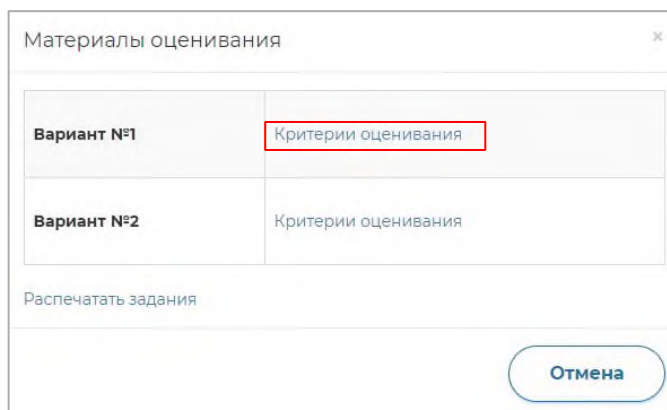 Материалы оценивания ×
Вариант №1 Критерии оценивания
Вариант №2 Критерии оценивания
Распечатать задания
Отмена